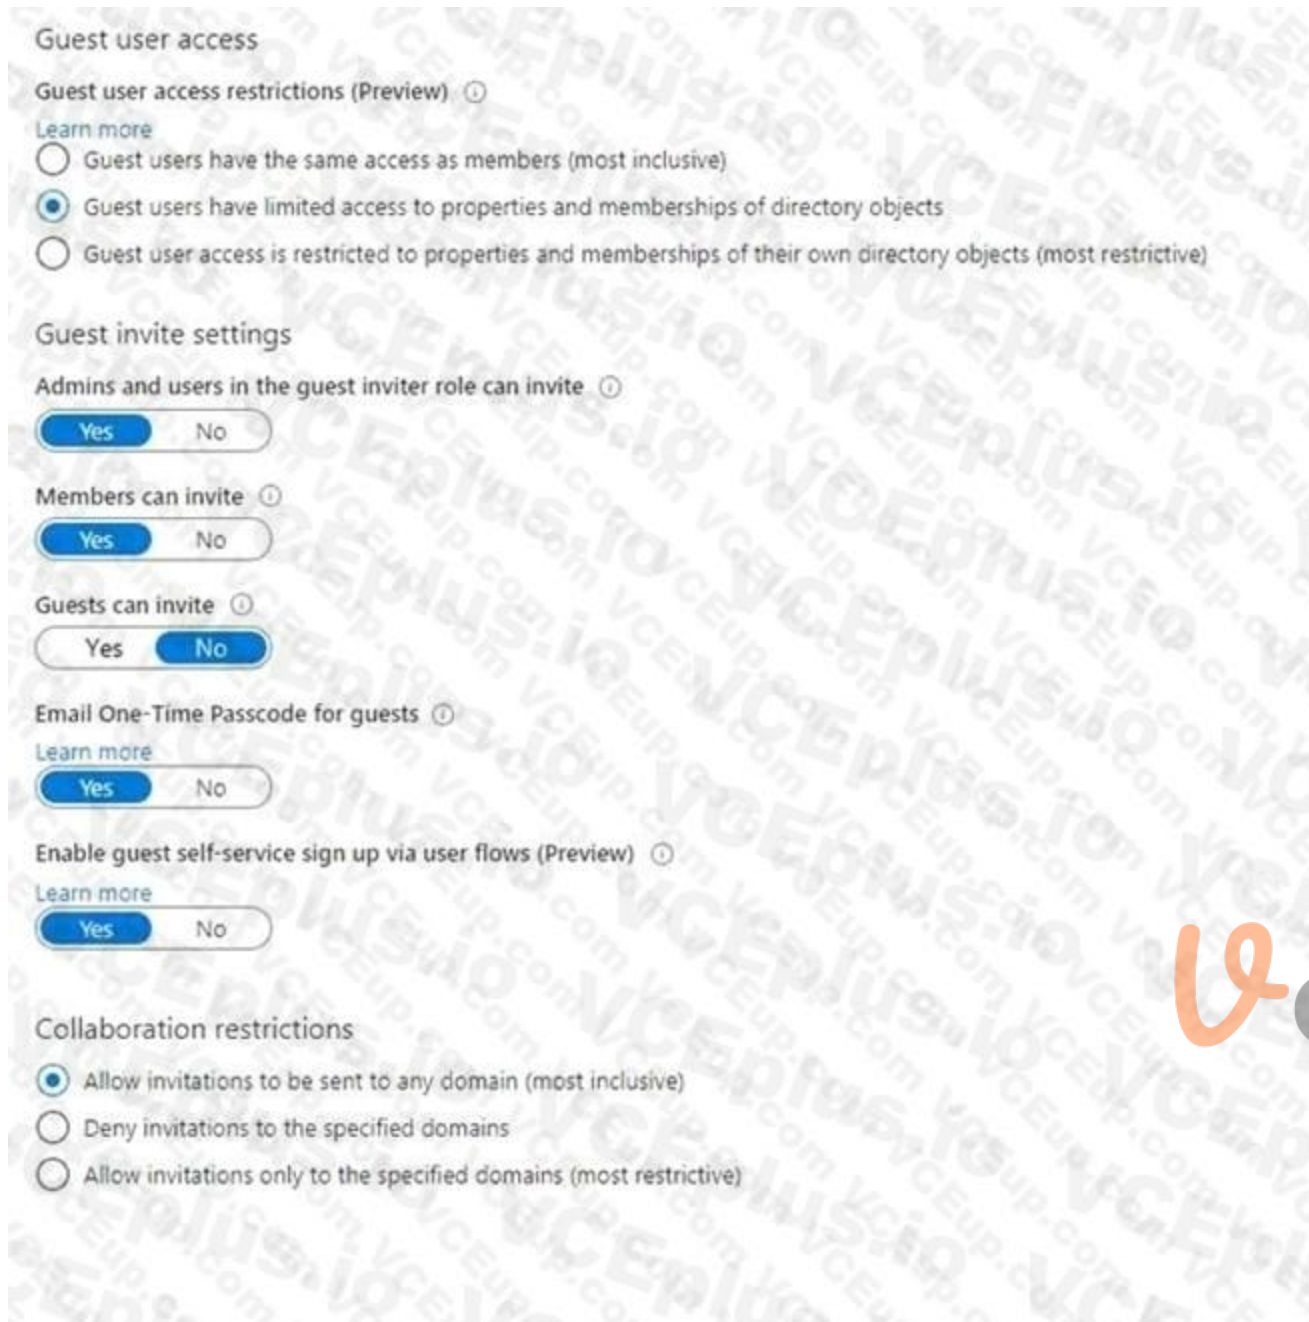 Guest user access
Guest user access restrictions (Preview)
Learn more
Guest users have the same access as members (most inclusive)
Guest users have limited access to properties and memberships of directory objects
Guest user access is restricted to properties and memberships of their own directory objects (most restrictive)
Guest invite settings
Admins and users in the guest inviter role can invite
Yes No
Members can invite
Yes No
Guests can invite
Yes No
Email One-Time Passcode for guests
Learn more
Yes No
Enable guest self-service sign up via user flows (Preview)
Learn more
Yes No
Collaboration restrictions
Allow invitations to be sent to any domain (most inclusive)
Deny invitations to the specified domains
Allow invitations only to the specified domains (most restrictive)